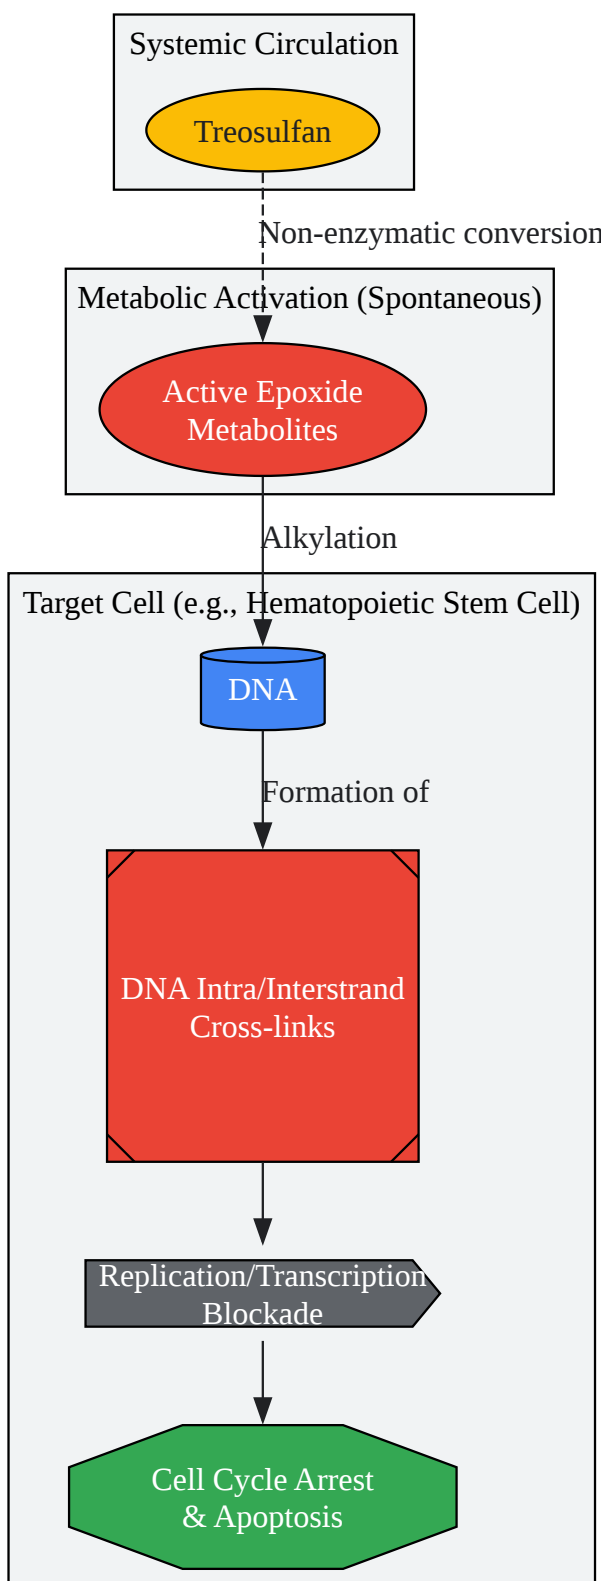 Systemic Circulation
Treosulfan
Non-enzymatic conversion
Metabolic Activation (Spontaneous)
Active Epoxide
Metabolites
Alkylation
Target Cell (e.g., Hematopoietic Stem Cell)
DNA
Formation of
DNA Intra/Interstrand
Cross-links
Replication/Transcription
Blockade
Cell Cycle Arrest
& Apoptosis